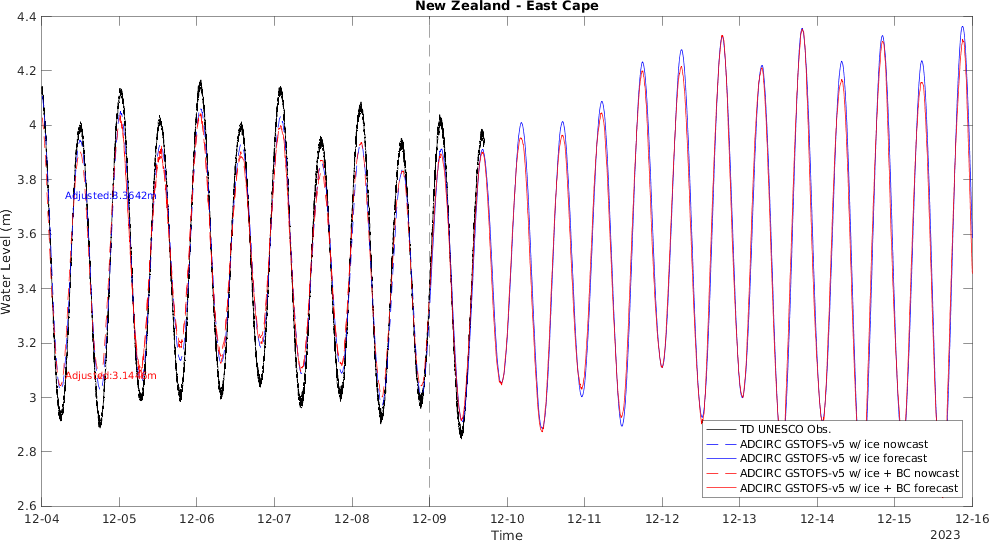 New Zealand - East Cape
4.4
4.2
4
3.8
3.6
3.4
3.2
3
2.8
2.6
Water Level (m)
Adjusted:3.3642m
TD UNESCO Obs.
ADCIRC GSTOFS-v5 w/ ice nowcast
ADCIRC GSTOFS-v5 w/ ice forecast
ADCIRC GSTOFS-v5 w/ ice + BC nowcast
ADCIRC GSTOFS-v5 w/ ice + BC forecast
12-04
12-05
12-06
12-07
12-08
12-09
12-10
12-11
12-12
12-13
12-14
12-15
12-16
Time
2023